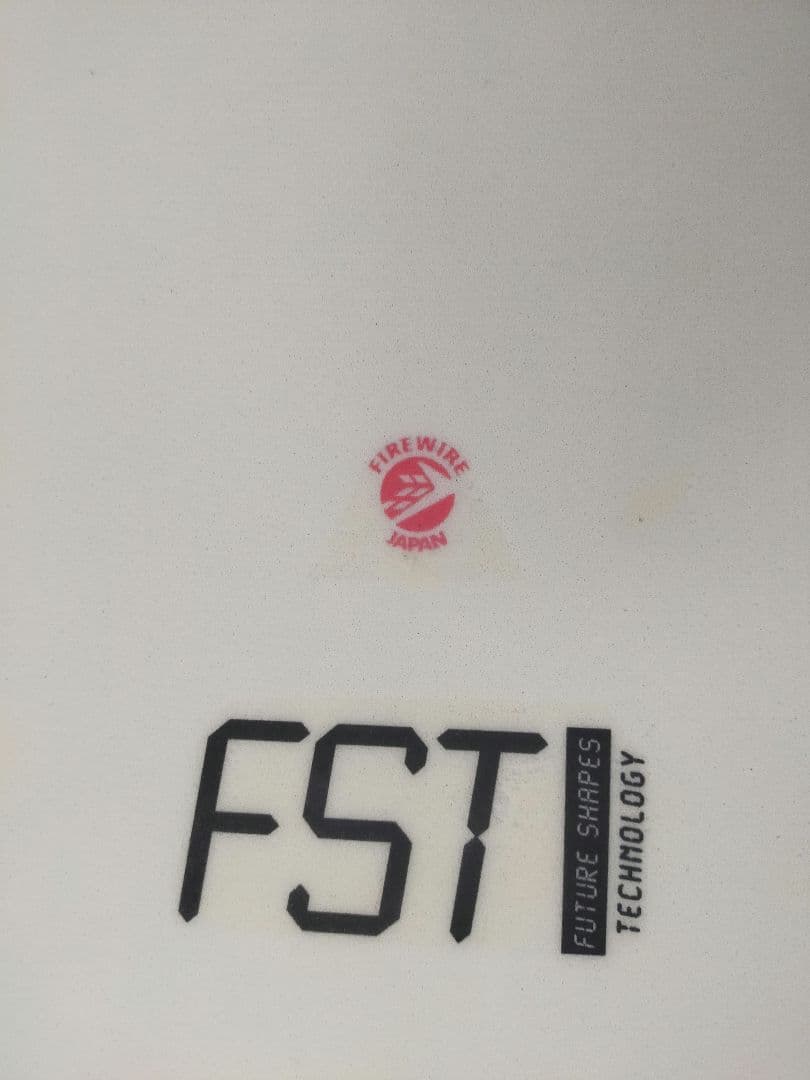 FIREWIRE
JAPAN
FST
FUTURE SHAPES
TECHNOLOGY